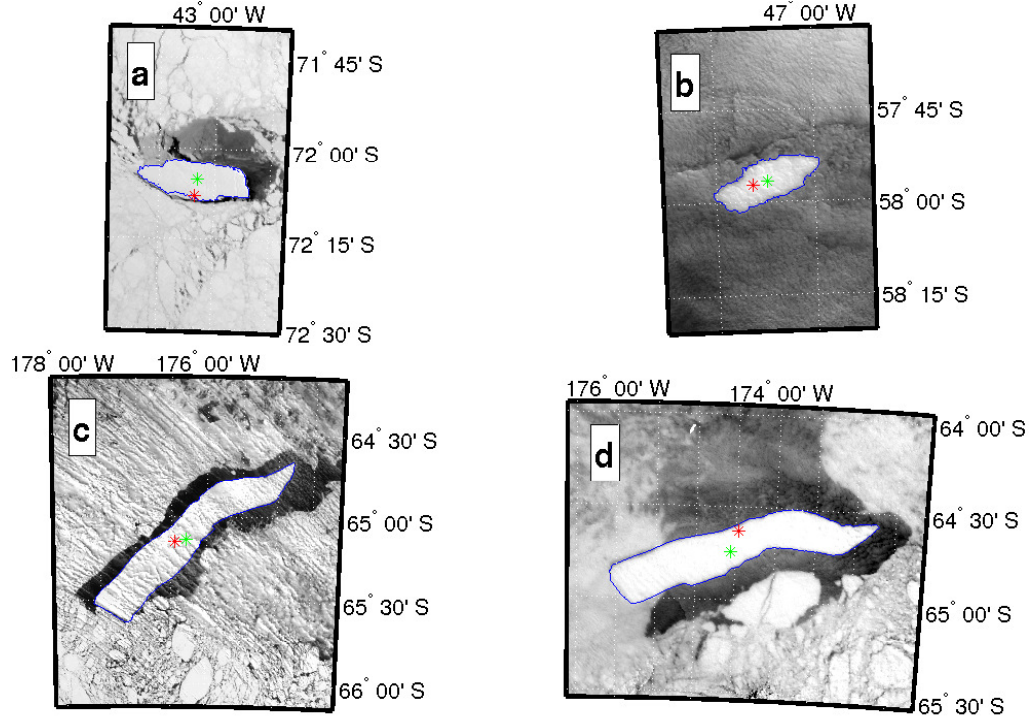 43° 00' W
a
71° 45' S
72° 00' S
72° 15' S
72° 30' S
47° 00' W
b
57° 45' S
58° 00' S
58° 15' S
178° 00' W 176° 00' W
c
64° 30' S
65° 00' S
65° 30' S
66° 00' S
176° 00' W 174° 00' W
d
64° 00' S
64° 30' S
65° 00' S
65° 30' S